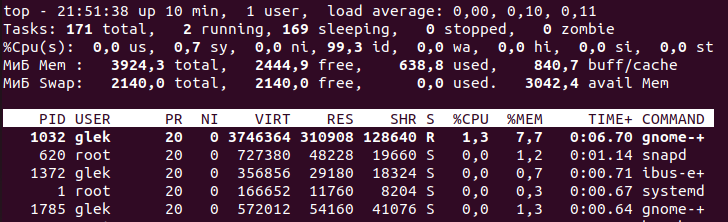 top - 21:51:38 up 10 min,  1 user,  load average: 0,00, 0,10, 0,11
Tasks: 171 total,   2 running, 169 sleeping,   0 stopped,   0 zombie
%Cpu(s):  0,0 us,  0,7 sy,  0,0 ni, 99,3 id,  0,0 wa,  0,0 hi,  0,0 si,  0,0 st
МиБ Mem :   3924,3 total,   2444,9 free,    638,8 used,    840,7 buff/cache
МиБ Swap:   2140,0 total,   2140,0 free,      0,0 used.   3042,4 avail Mem
PID USER      PR  NI    VIRT    RES    SHR S  %CPU  %MEM     TIME+ COMMAND
1032 glek      20   0 3746364 310908 128640 R   1,3   7,7   0:06.70 gnome-+
620 root      20   0  727380  48228  19660 S   0,0   1,2   0:01.14 snapd
1372 glek      20   0  356856  29180  18324 S   0,7   0,7   0:00.71 ibus-e+
1 root      20   0  166652  11760   8204 S   0,0   0,3   0:00.67 systemd
1785 glek      20   0  572012  54160  41076 S   0,0   1,3   0:00.64 gnome-+